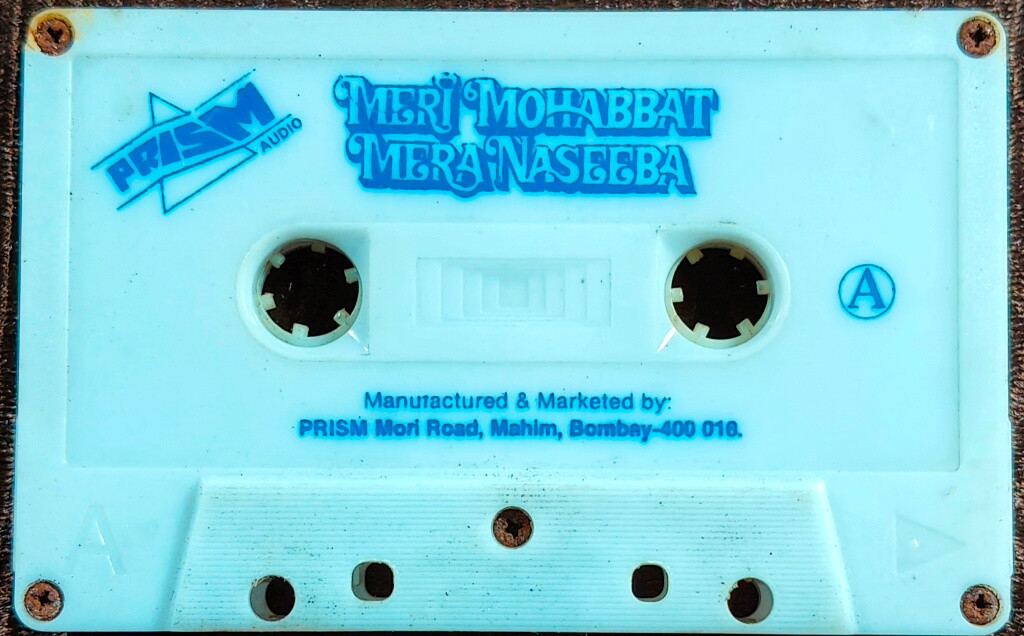 PRISM
AUDIO
MERI MOHABBAT
MERA NASEEBA
A
Manufactured & Marketed by:
PRISM Mori Road, Mahim, Bombay-400 016.
A